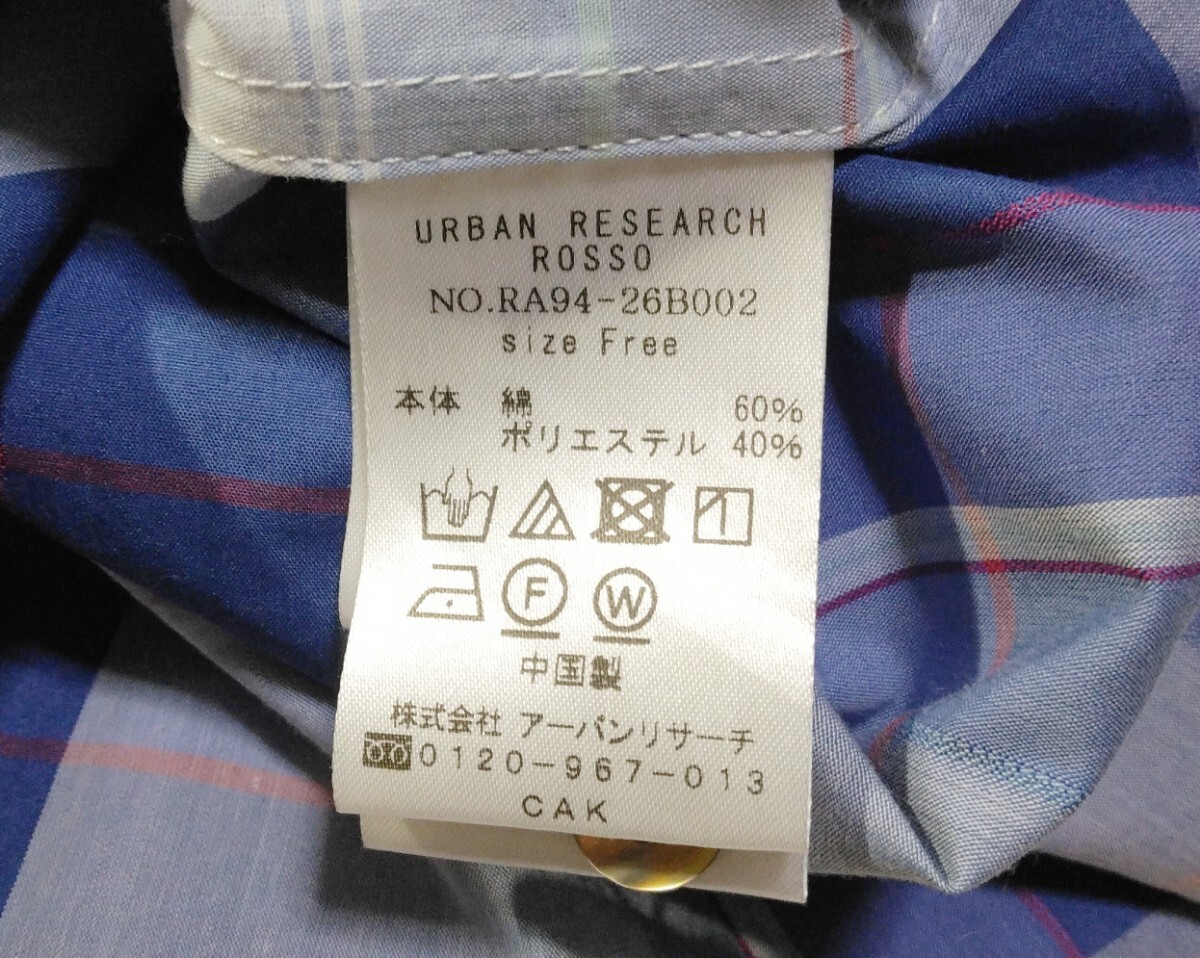 URBAN RESEARCH
ROSSO
NO.RA94-26B002
size Free
本体 綿 60%
ポリエステル 40%
F W
中国製
株式会社 アーバンリサーチ
0120-967-013
CAK